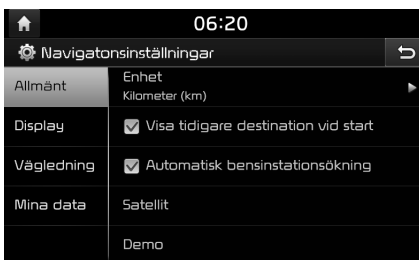 06:20
Navigatonsinställningar
Allmänt
Enhet
Kilometer (km)
Display
Visa tidigare destination vid start
Vägledning
Automatisk bensinstationsökning
Mina data
Satellit
Demo